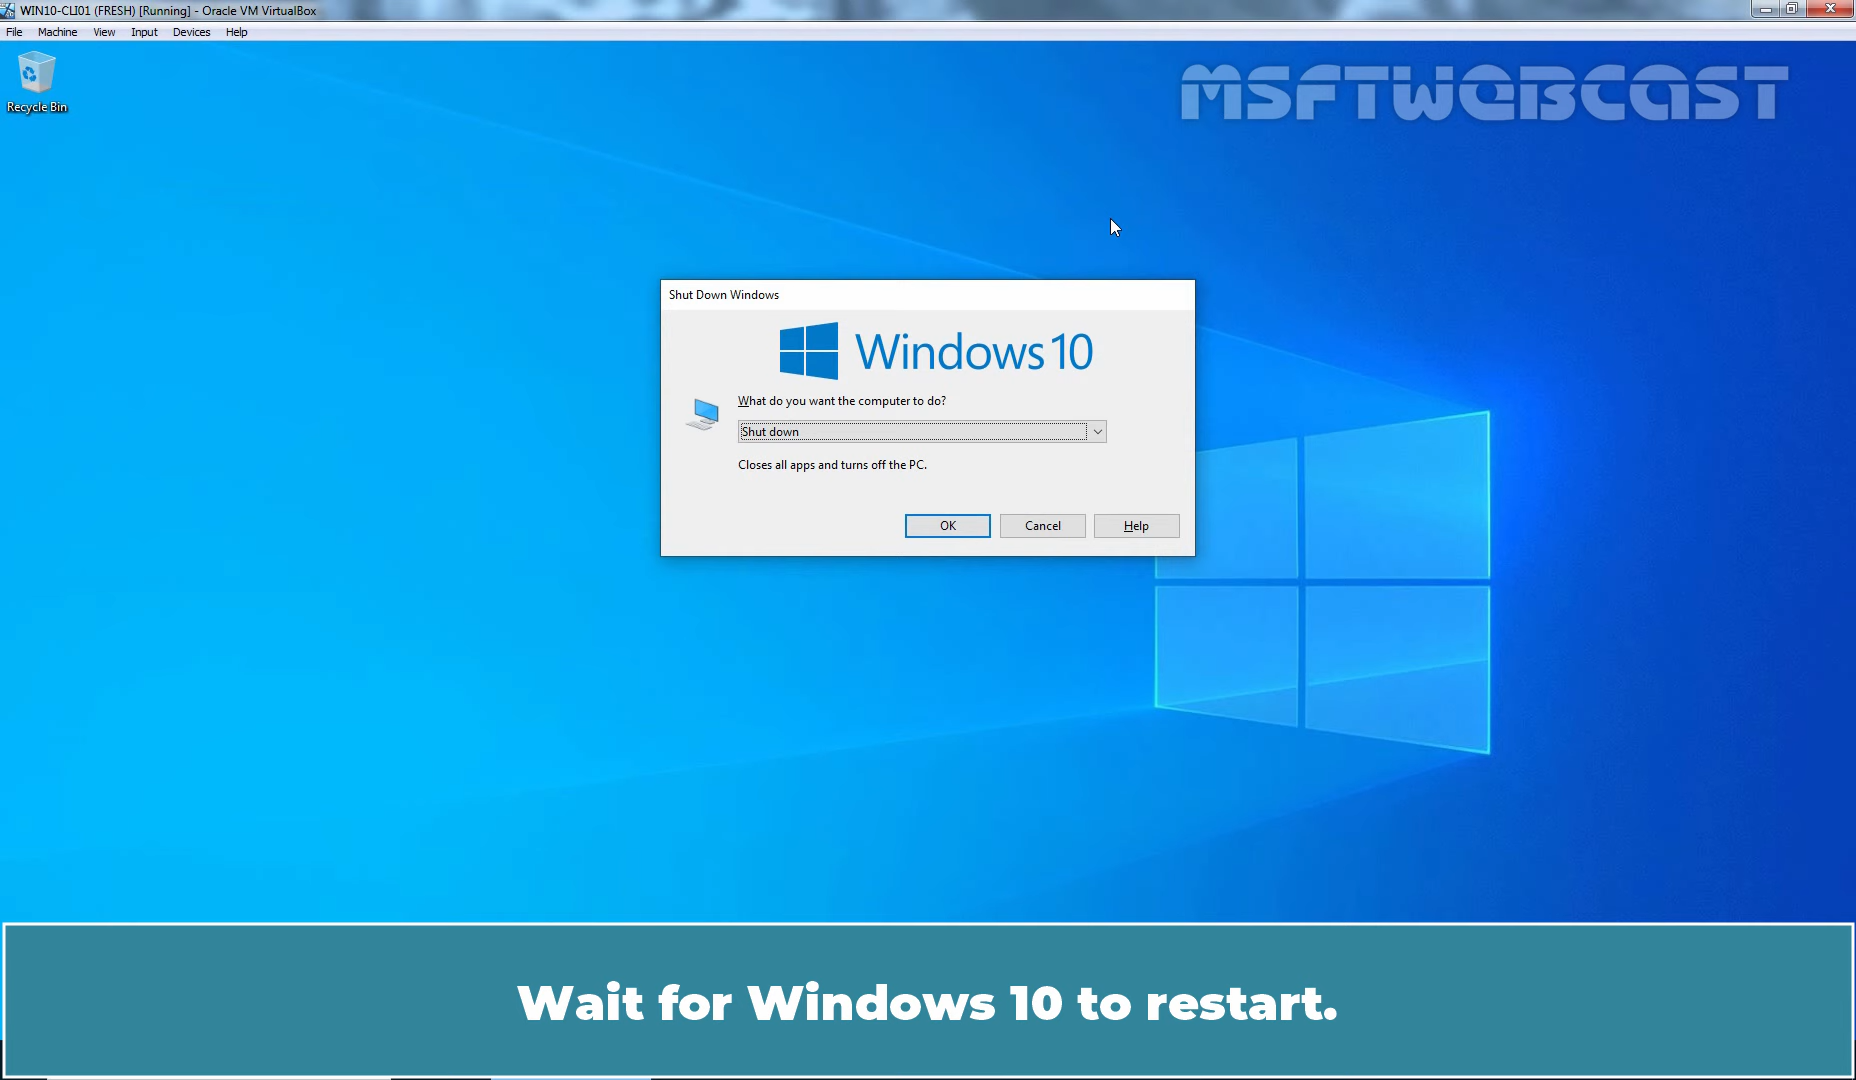 WIN10-CLI01 (FRESH) [Running] - Oracle VM VirtualBox
File Machine View Input Devices Help
Recycle Bin
MSFTWEBCAST
Shut Down Windows
Windows 10
What do you want the computer to do?
Shut down
Closes all apps and turns off the PC.
OK Cancel Help
Wait for Windows 10 to restart.